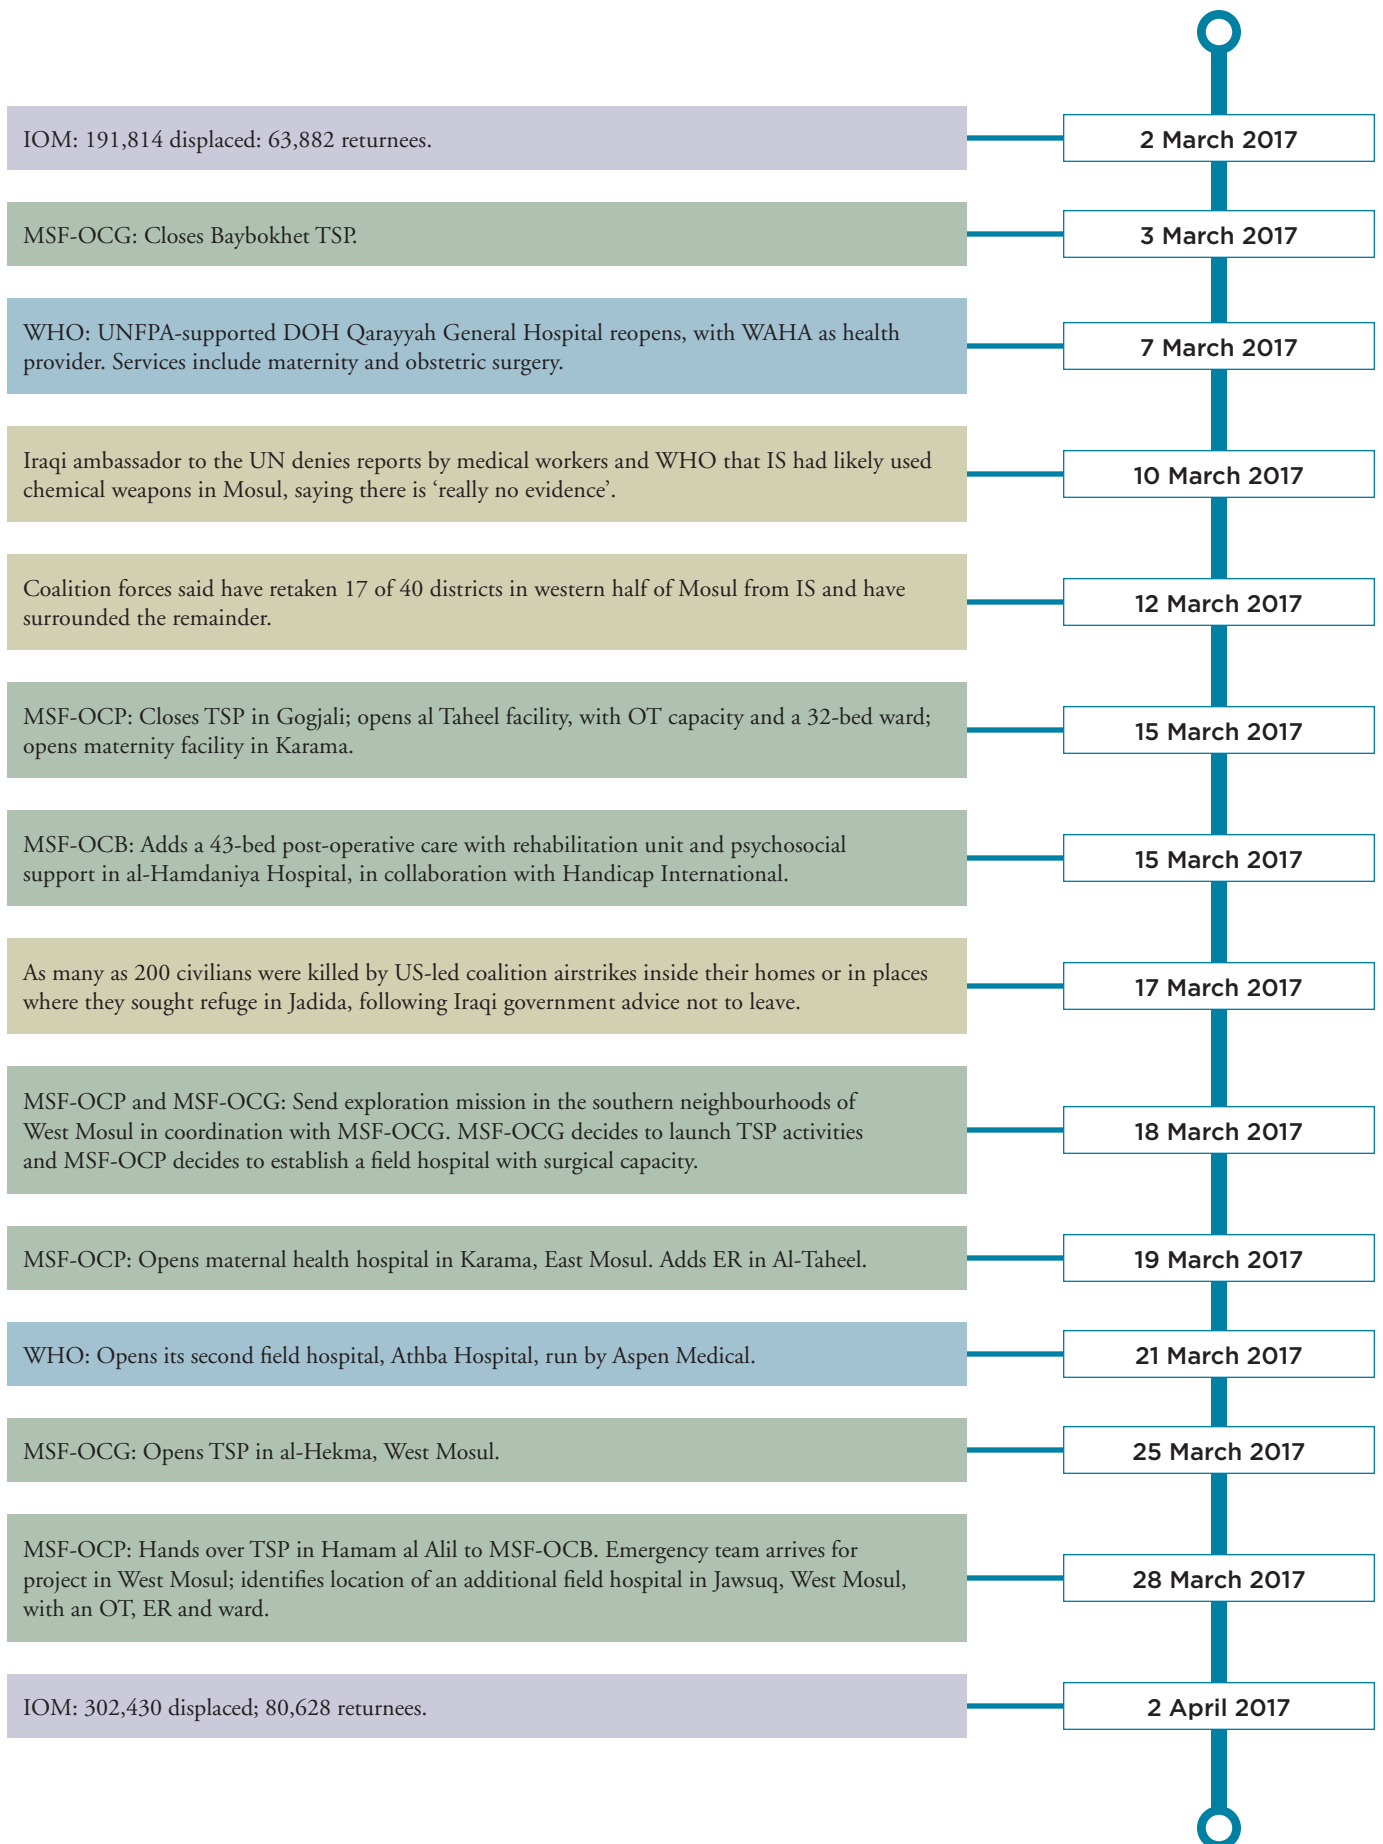 IOM: 191,814 displaced: 63,882 returnees.
2 March 2017
MSF-OCG: Closes Baybokhet TSP.
3 March 2017
WHO: UNFPA-supported DOH Qarayyah General Hospital reopens, with WAHA as health
provider. Services include maternity and obstetric surgery.
7 March 2017
Iraqi ambassador to the UN denies reports by medical workers and WHO that IS had likely used
chemical weapons in Mosul, saying there is ‘really no evidence’.
10 March 2017
Coalition forces said have retaken 17 of 40 districts in western half of Mosul from IS and have
surrounded the remainder.
12 March 2017
MSF-OCP: Closes TSP in Gogjali; opens al Taheel facility, with OT capacity and a 32-bed ward;
opens maternity facility in Karama.
15 March 2017
MSF-OCB: Adds a 43-bed post-operative care with rehabilitation unit and psychosocial
support in al-Hamdaniya Hospital, in collaboration with Handicap International.
15 March 2017
As many as 200 civilians were killed by US-led coalition airstrikes inside their homes or in places
where they sought refuge in Jadida, following Iraqi government advice not to leave.
17 March 2017
MSF-OCP and MSF-OCG: Send exploration mission in the southern neighbourhoods of
West Mosul in coordination with MSF-OCG. MSF-OCG decides to launch TSP activities
and MSF-OCP decides to establish a field hospital with surgical capacity.
18 March 2017
MSF-OCP: Opens maternal health hospital in Karama, East Mosul. Adds ER in Al-Taheel.
19 March 2017
WHO: Opens its second field hospital, Athba Hospital, run by Aspen Medical.
21 March 2017
MSF-OCG: Opens TSP in al-Hekma, West Mosul.
25 March 2017
MSF-OCP: Hands over TSP in Hamam al Alil to MSF-OCB. Emergency team arrives for
project in West Mosul; identifies location of an additional field hospital in Jawsuq, West Mosul,
with an OT, ER and ward.
28 March 2017
IOM: 302,430 displaced; 80,628 returnees.
2 April 2017